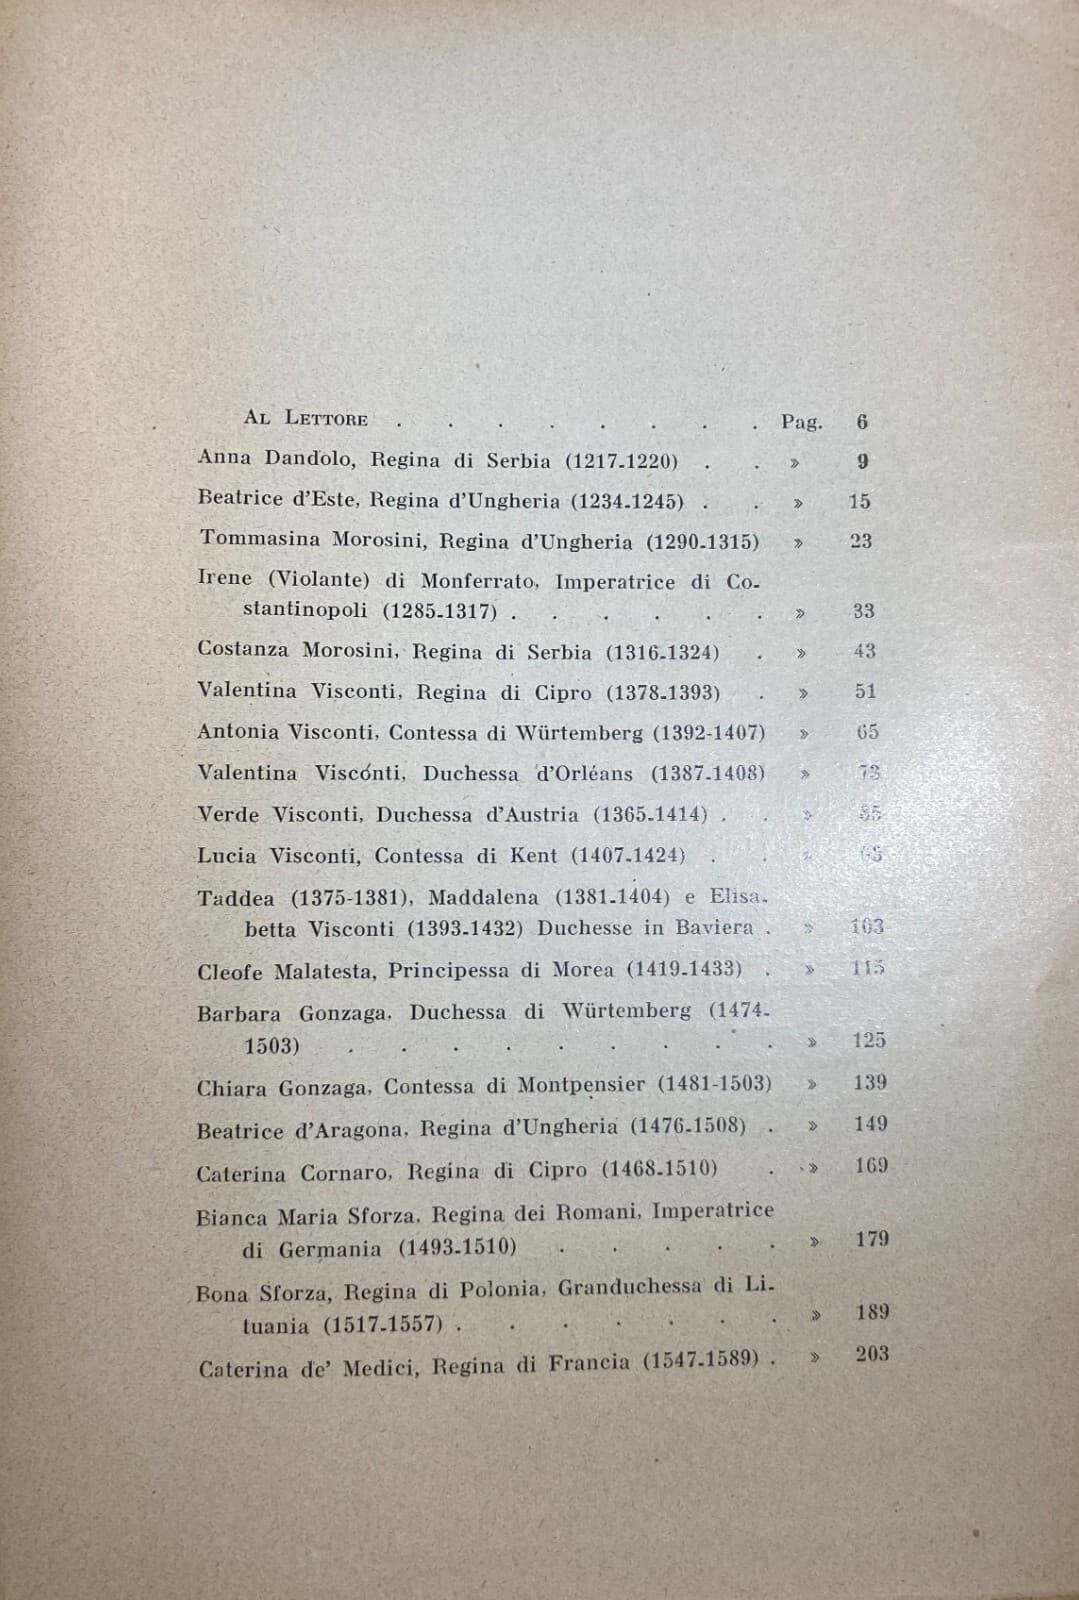 Al Lettore . . . . . . . . Pag. 6
Anna Dandolo, Regina di Serbia (1217-1220) . . » 9
Beatrice d'Este, Regina d'Ungheria (1234-1245) . . » 15
Tommasina Morosini, Regina d'Ungheria (1290-1315) » 23
Irene (Violante) di Monferrato, Imperatrice di Co-
stantinopoli (1285-1317) . . . . . . » 33
Costanza Morosini, Regina di Serbia (1316-1324) . » 43
Valentina Visconti, Regina di Cipro (1378-1393) . » 51
Antonia Visconti, Contessa di Würtemberg (1392-1407) » 65
Valentina Visconti, Duchessa d'Orléans (1387-1408) » 73
Verde Visconti, Duchessa d'Austria (1365-1414) . . » 85
Lucia Visconti, Contessa di Kent (1407-1424) . . »
Taddea (1375-1381), Maddalena (1381-1404) e Elisa-
betta Visconti (1393-1432) Duchesse in Baviera . » 103
Cleofe Malatesta, Principessa di Morea (1419-1433) . » 115
Barbara Gonzaga, Duchessa di Würtemberg (1474-
1503) . . . . . . . . . » 125
Chiara Gonzaga, Contessa di Montpensier (1481-1503) » 139
Beatrice d'Aragona, Regina d'Ungheria (1476-1508) . » 149
Caterina Cornaro, Regina di Cipro (1468-1510) . » 169
Bianca Maria Sforza, Regina dei Romani, Imperatrice
di Germania (1493-1510) . . . . . » 179
Bona Sforza, Regina di Polonia, Granduchessa di Li-
tuania (1517-1557) . . . . . . . » 189
Caterina de' Medici, Regina di Francia (1547-1589) . » 203